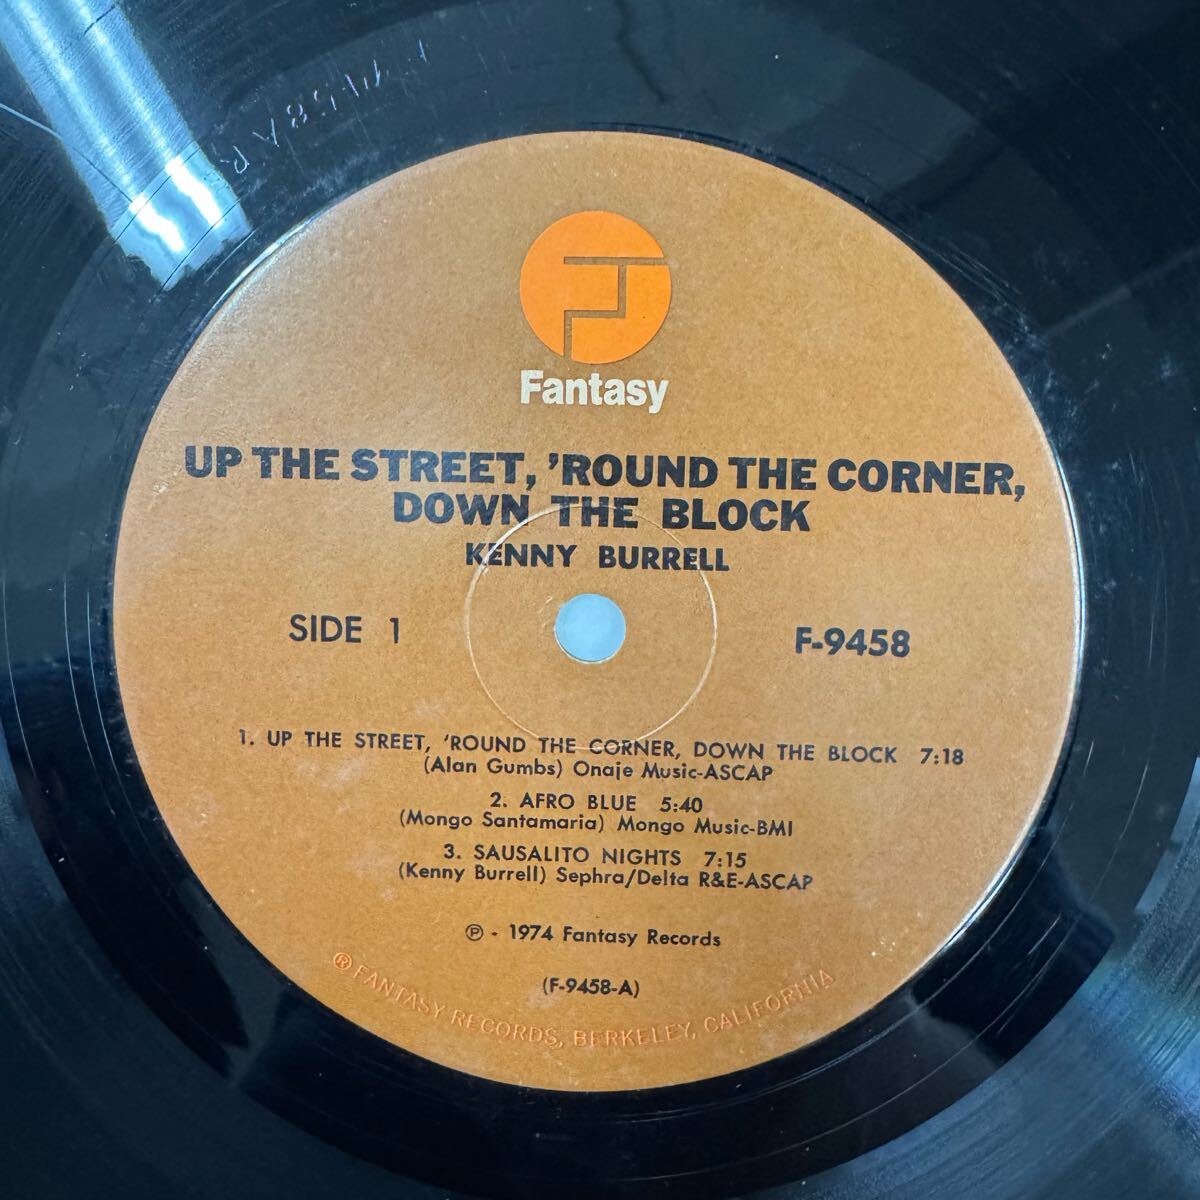 Fantasy
UP THE STREET, 'ROUND THE CORNER,
DOWN THE BLOCK
KENNY BURRELL
SIDE 1
F-9458
1. UP THE STREET, 'ROUND THE CORNER, DOWN THE BLOCK 7:18
(Alan Gumbs) Onaje Music-ASCAP
2. AFRO BLUE 5:40
(Mongo Santamaria) Mongo Music-BMI
3. SAUSALITO NIGHTS 7:15
(Kenny Burrell) Sephra/Delta R&E-ASCAP
℗ - 1974 Fantasy Records
(F-9458-A)
® FANTASY RECORDS, BERKELEY, CALIFORNIA